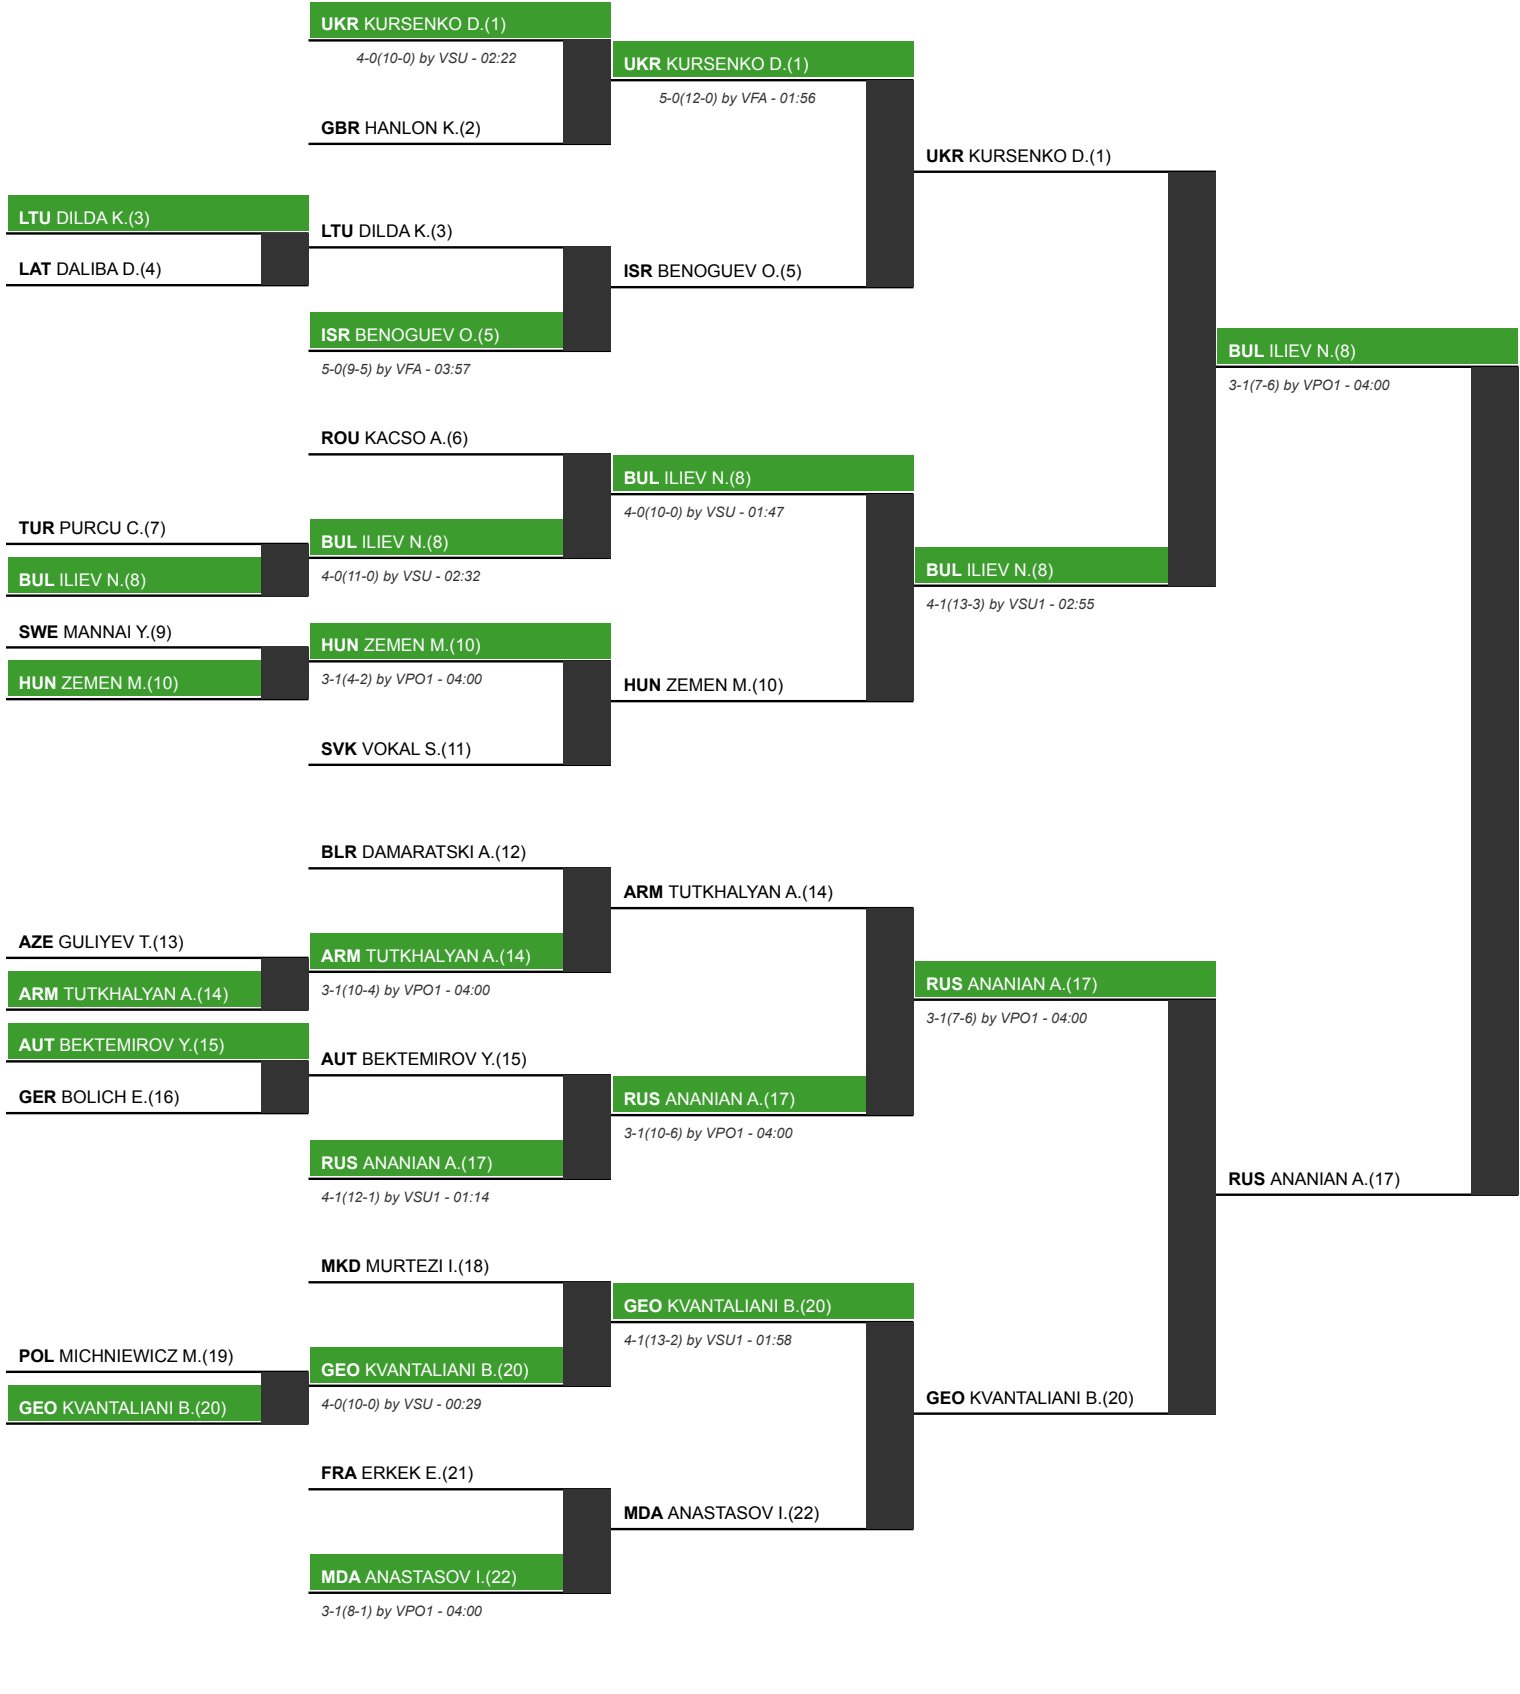 LTU DILDA K.(3)
LAT DALIBA D.(4)
TUR PURCU C.(7)
BUL ILIEV N.(8)
SWE MANNAI Y.(9)
HUN ZEMEN M.(10)
AZE GULIYEV T.(13)
ARM TUTKHALYAN A.(14)
AUT BEKTEMIROV Y.(15)
GER BOLICH E.(16)
POL MICHNIEWICZ M.(19)
GEO KVANTALIANI B.(20)
UKR KURSENKO D.(1)
4-0(10-0) by VSU - 02:22
GBR HANLON K.(2)
LTU DILDA K.(3)
ISR BENOGUEV O.(5)
5-0(9-5) by VFA - 03:57
ROU KACSO A.(6)
BUL ILIEV N.(8)
4-0(11-0) by VSU - 02:32
HUN ZEMEN M.(10)
3-1(4-2) by VPO1 - 04:00
SVK VOKAL S.(11)
BLR DAMARATSKI A.(12)
ARM TUTKHALYAN A.(14)
3-1(10-4) by VPO1 - 04:00
AUT BEKTEMIROV Y.(15)
RUS ANANIAN A.(17)
4-1(12-1) by VSU1 - 01:14
MKD MURTEZI I.(18)
GEO KVANTALIANI B.(20)
4-0(10-0) by VSU - 00:29
FRA ERKEK E.(21)
MDA ANASTASOV I.(22)
3-1(8-1) by VPO1 - 04:00
UKR KURSENKO D.(1)
5-0(12-0) by VFA - 01:56
ISR BENOGUEV O.(5)
BUL ILIEV N.(8)
4-0(10-0) by VSU - 01:47
HUN ZEMEN M.(10)
ARM TUTKHALYAN A.(14)
RUS ANANIAN A.(17)
3-1(10-6) by VPO1 - 04:00
GEO KVANTALIANI B.(20)
4-1(13-2) by VSU1 - 01:58
MDA ANASTASOV I.(22)
UKR KURSENKO D.(1)
BUL ILIEV N.(8)
4-1(13-3) by VSU1 - 02:55
RUS ANANIAN A.(17)
3-1(7-6) by VPO1 - 04:00
GEO KVANTALIANI B.(20)
BUL ILIEV N.(8)
3-1(7-6) by VPO1 - 04:00
RUS ANANIAN A.(17)